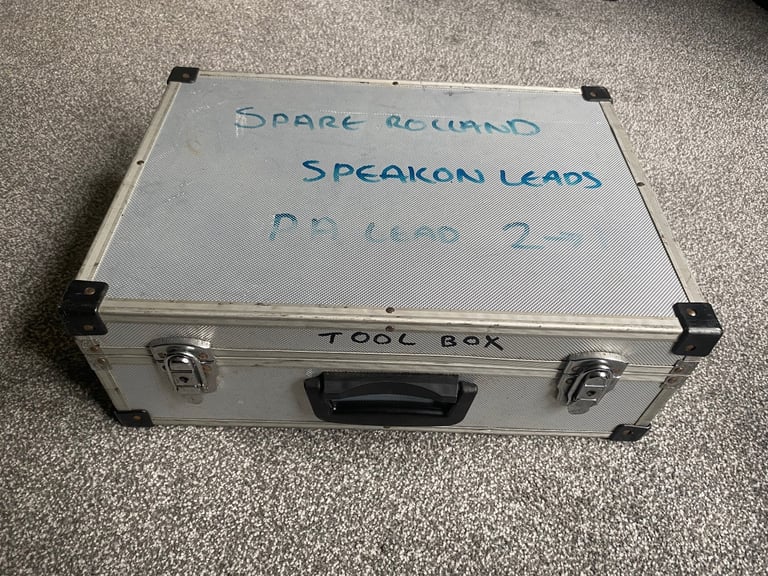 SPARE ROLLAND
SPEAKON LEADS
PA LEAD 2→
TOOL BOX